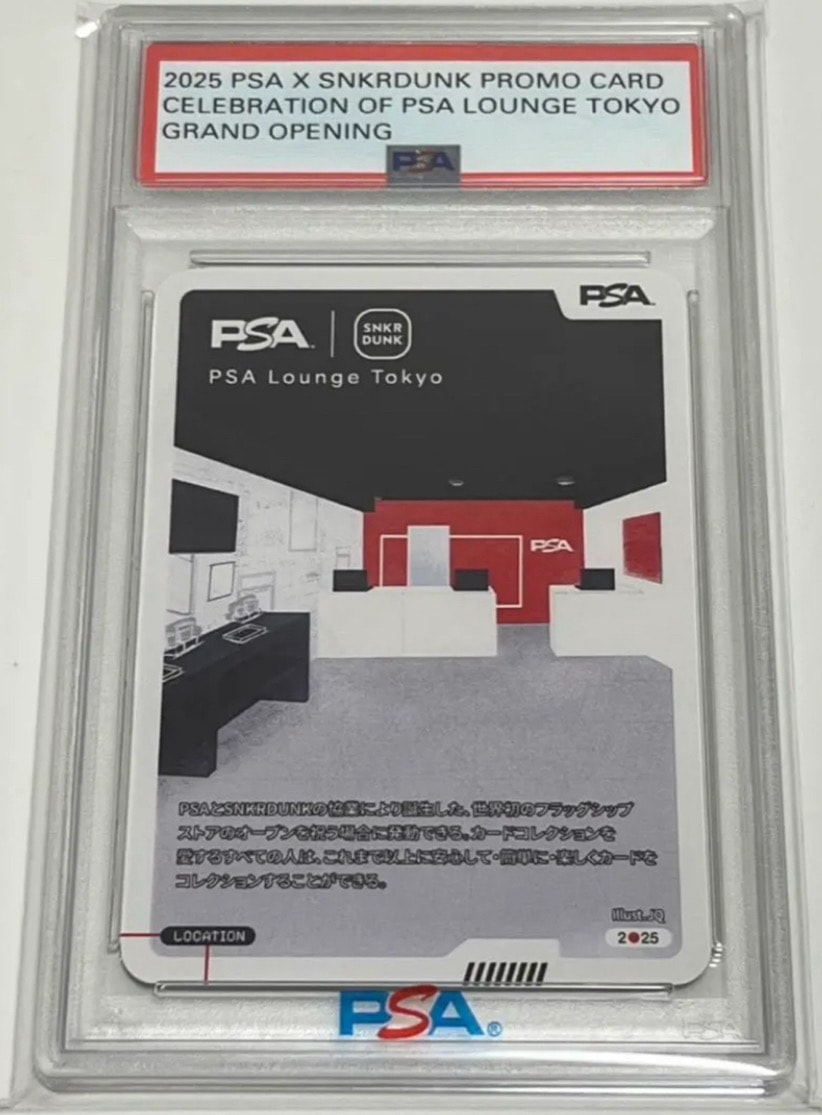 2025 PSA X SNKRDUNK PROMO CARD
CELEBRATION OF PSA LOUNGE TOKYO
GRAND OPENING
PSA
PSA
PSA
SNKR
DUNK
PSA Lounge Tokyo
PSA
PSAとSNKRDUNKの協業により誕生した、世界初のフラッグシップ
ストアのオープンを祝う場合に発動できる。カードコレクションを
愛するすべての人は、これまで以上に安心して・簡単に・楽しくカードを
コレクションすることができる。
Illust.JQ
LOCATION
2●25
PSA®
PSA